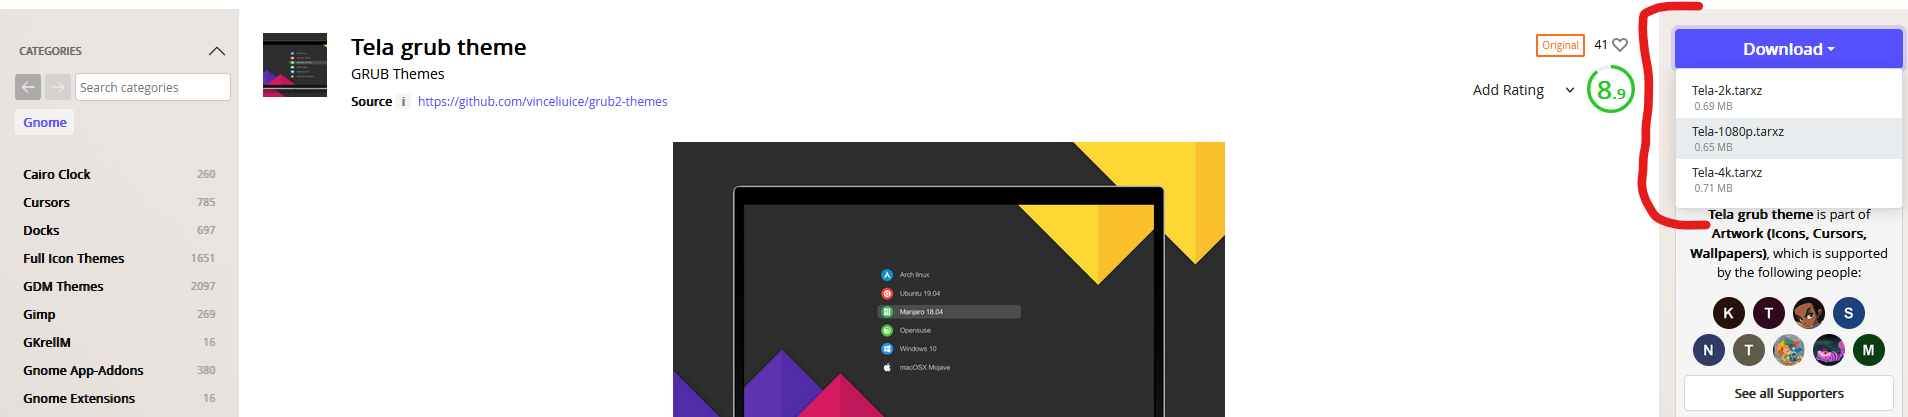 CATEGORIES
Search categories
Gnome
Cairo Clock 260
Cursors 785
Docks 697
Full Icon Themes 1651
GDM Themes 2097
Gimp 269
GKrellM 16
Gnome App-Addons 380
Gnome Extensions 16
Tela grub theme
GRUB Themes
Source i https://github.com/vinceliuice/grub2-themes
Original 41
Add Rating 8.9
Arch linux
Ubuntu 19.04
Manjaro 18.04
Opensuse
Windows 10
macOSX Mojave
Download
Tela-2k.tarxz
0.69 MB
Tela-1080p.tarxz
0.65 MB
Tela-4k.tarxz
0.71 MB
Tela grub theme is part of
Artwork (Icons, Cursors,
Wallpapers), which is supported
by the following people:
K T S
N T M
See all Supporters